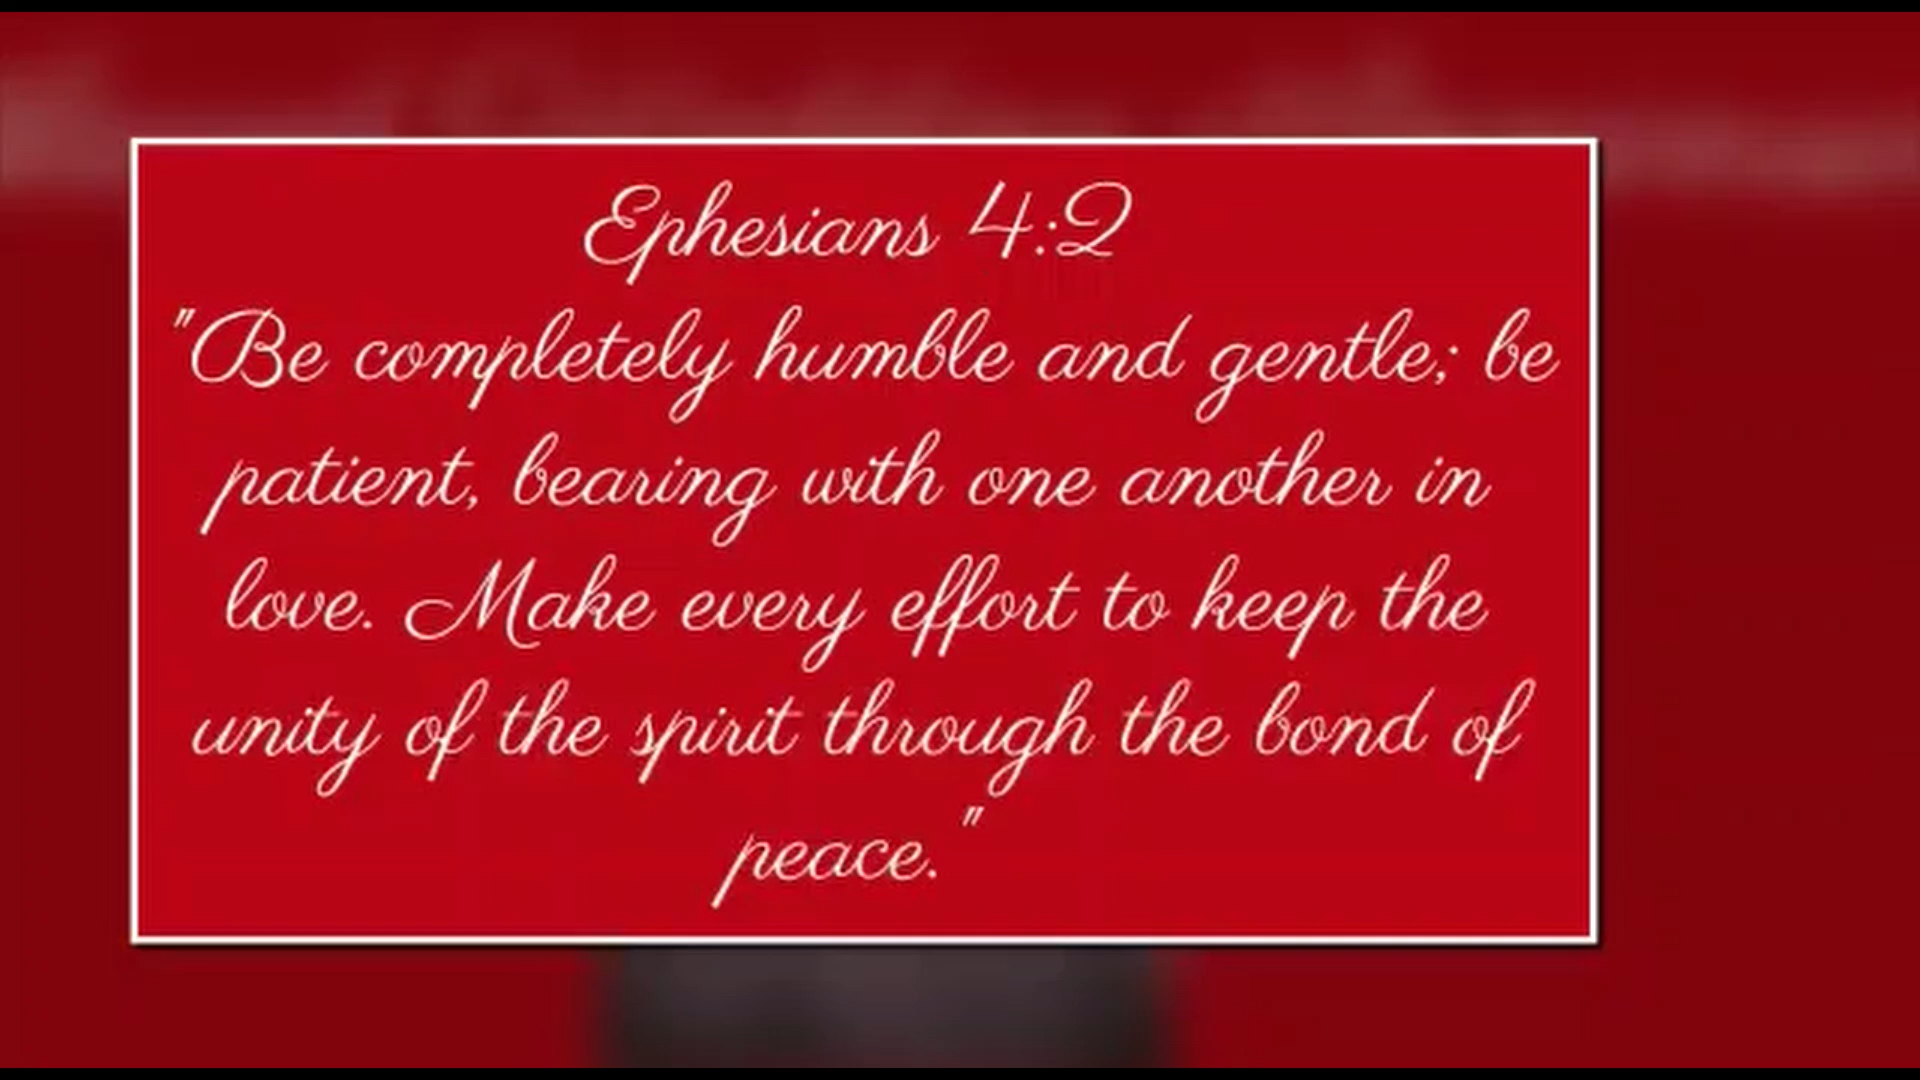 Ephesians 4:2
"Be completely humble and gentle; be
patient, bearing with one another in
love. Make every effort to keep the
unity of the spirit through the bond of
peace."